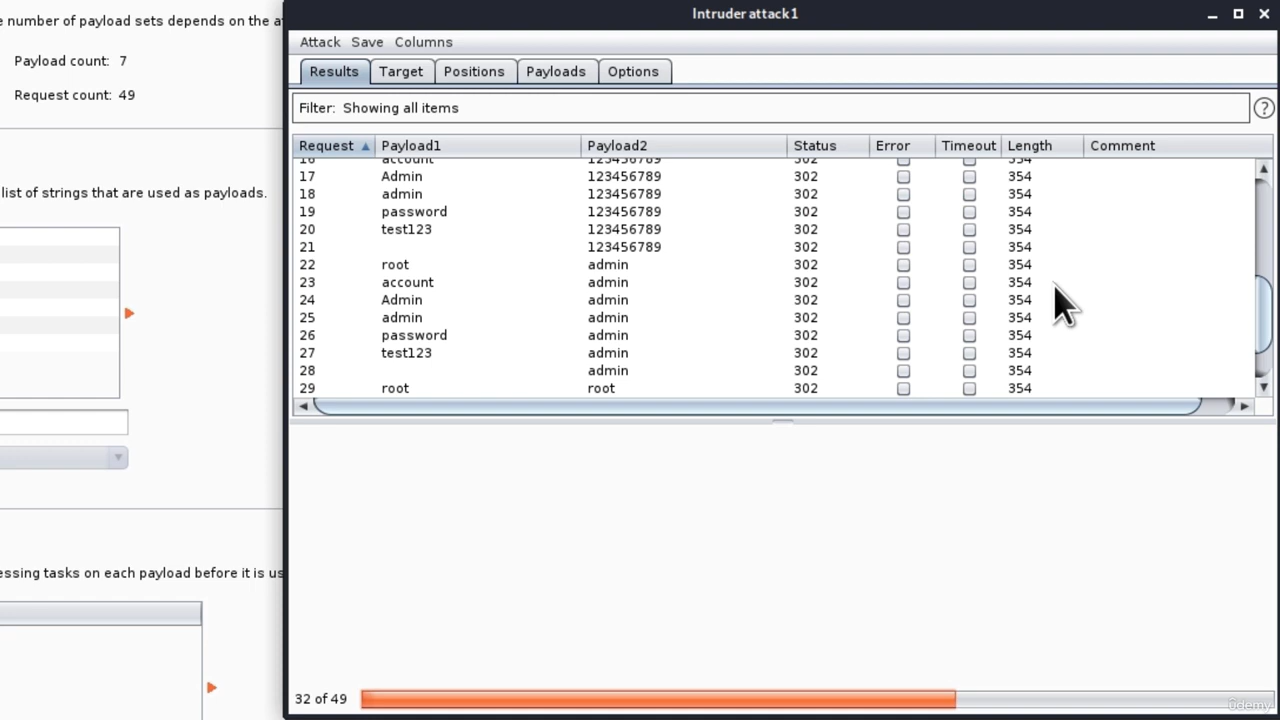 e number of payload sets depends on the a
Payload count: 7
Request count: 49
list of strings that are used as payloads.
essing tasks on each payload before it is us
Intruder attack1
Attack Save Columns
Results Target Positions Payloads Options
Filter: Showing all items
?
Request Payload1 Payload2 Status Error Timeout Length Comment
16 account 123456789 302 354
17 Admin 123456789 302 354
18 admin 123456789 302 354
19 password 123456789 302 354
20 test123 123456789 302 354
21 123456789 302 354
22 root admin 302 354
23 account admin 302 354
24 Admin admin 302 354
25 admin admin 302 354
26 password admin 302 354
27 test123 admin 302 354
28 admin 302 354
29 root root 302 354
32 of 49
ûdemy